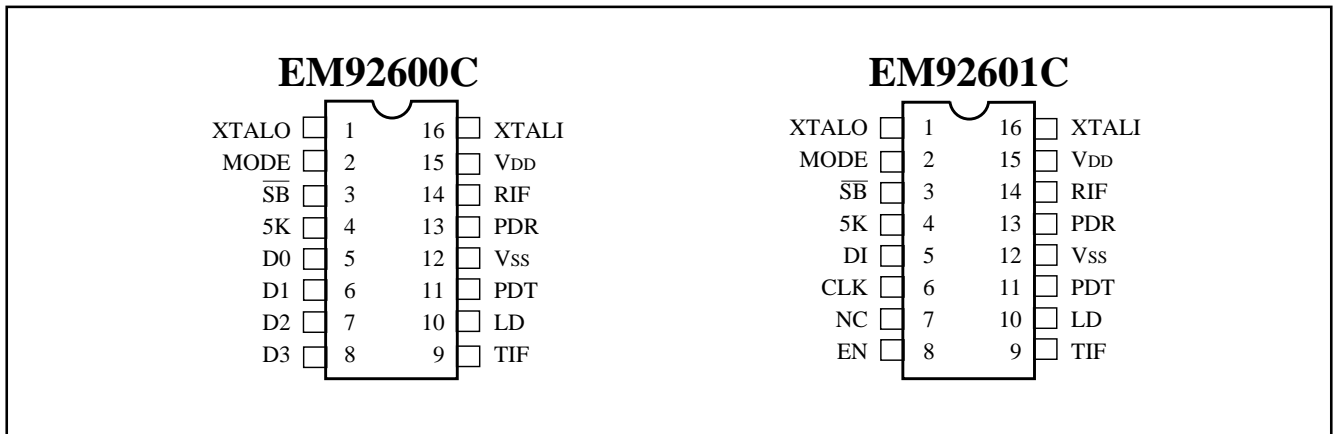 EM92600C
XTALO 1 16 XTALI
MODE 2 15 VDD
S̅B̅ 3 14 RIF
5K 4 13 PDR
D0 5 12 VSS
D1 6 11 PDT
D2 7 10 LD
D3 8 9 TIF
EM92601C
XTALO 1 16 XTALI
MODE 2 15 VDD
S̅B̅ 3 14 RIF
5K 4 13 PDR
DI 5 12 VSS
CLK 6 11 PDT
NC 7 10 LD
EN 8 9 TIF